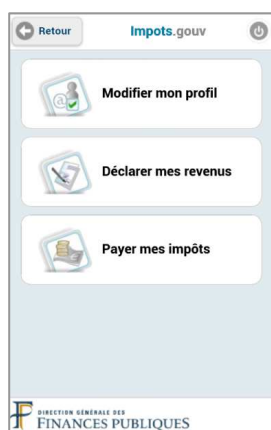 Retour
Impots.gouv
@
Modifier mon profil
Déclarer mes revenus
Payer mes impôts
DIRECTION GÉNÉRALE DES
FINANCES PUBLIQUES